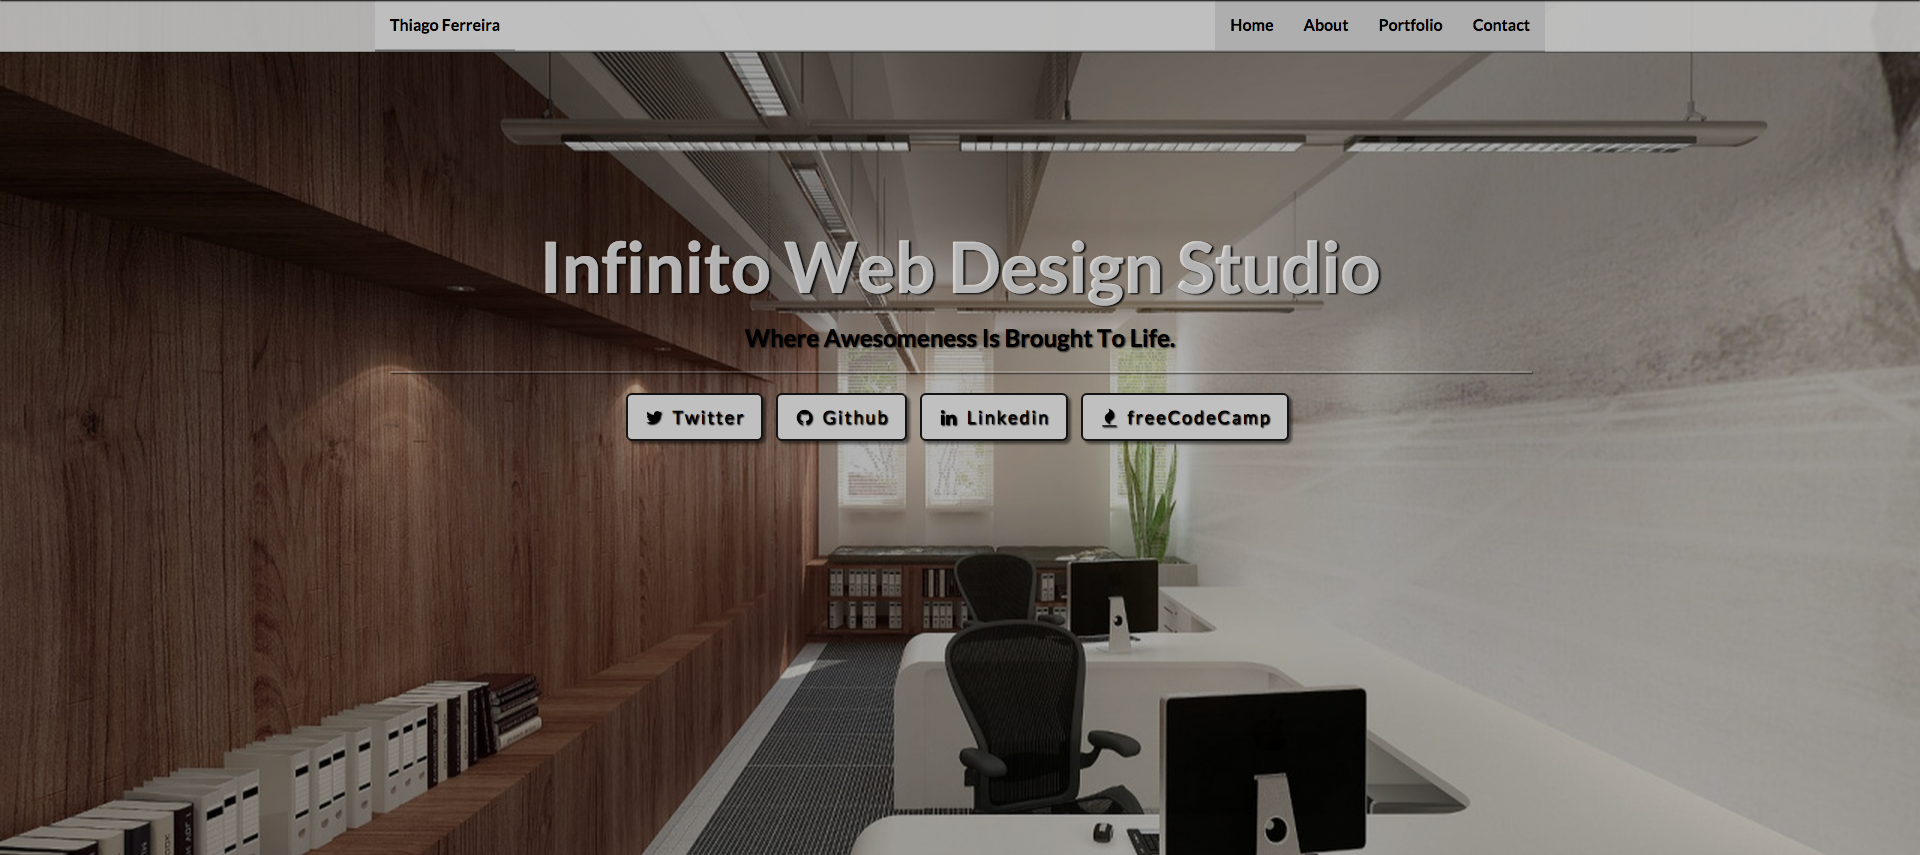 Thiago Ferreira
Home About Portfolio Contact
Infinito Web Design Studio
Where Awesomeness Is Brought To Life.
Twitter Github Linkedin freeCodeCamp